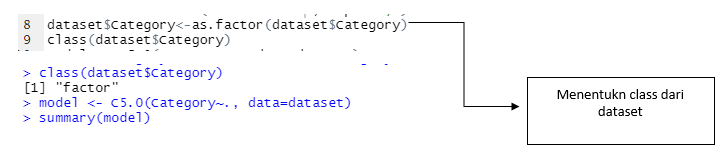 8 dataset$Category<-as.factor(dataset$Category)
9 class(dataset$Category)
> class(dataset$Category)
[1] "factor"
> model <- C5.0(Category~., data=dataset)
> summary(model)
Menentukn class dari
dataset